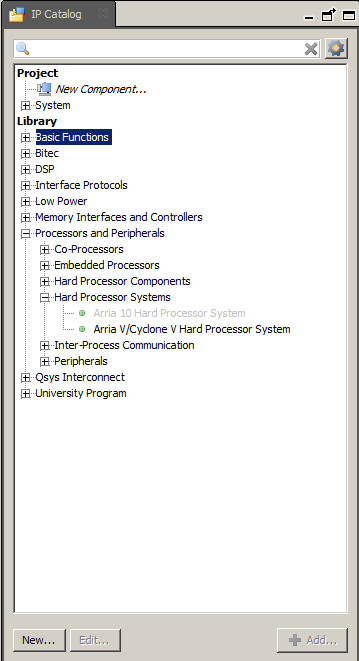 IP Catalog
Project
New Component...
System
Library
Basic Functions
Bitec
DSP
Interface Protocols
Low Power
Memory Interfaces and Controllers
Processors and Peripherals
Co-Processors
Embedded Processors
Hard Processor Components
Hard Processor Systems
Arria 10 Hard Processor System
Arria V/Cyclone V Hard Processor System
Inter-Process Communication
Peripherals
Qsys Interconnect
University Program
New... Edit... Add...